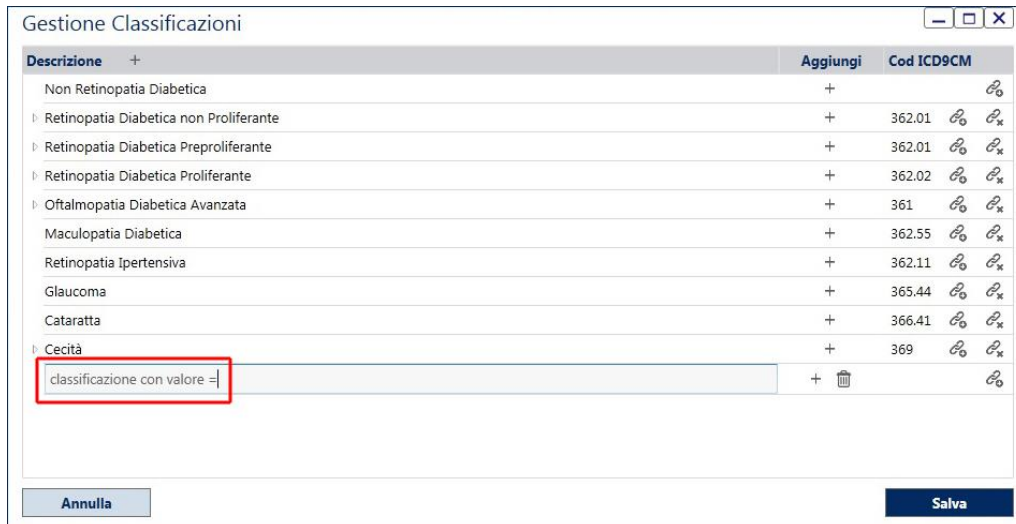 Gestione Classificazioni
Descrizione + Aggiungi Cod ICD9CM
Non Retinopatia Diabetica +
Retinopatia Diabetica non Proliferante + 362.01
Retinopatia Diabetica Preproliferante + 362.01
Retinopatia Diabetica Proliferante + 362.02
Oftalmopatia Diabetica Avanzata + 361
Maculopatia Diabetica + 362.55
Retinopatia Ipertensiva + 362.11
Glaucoma + 365.44
Cataratta + 366.41
Cecità + 369
classificazione con valore = +
Annulla Salva